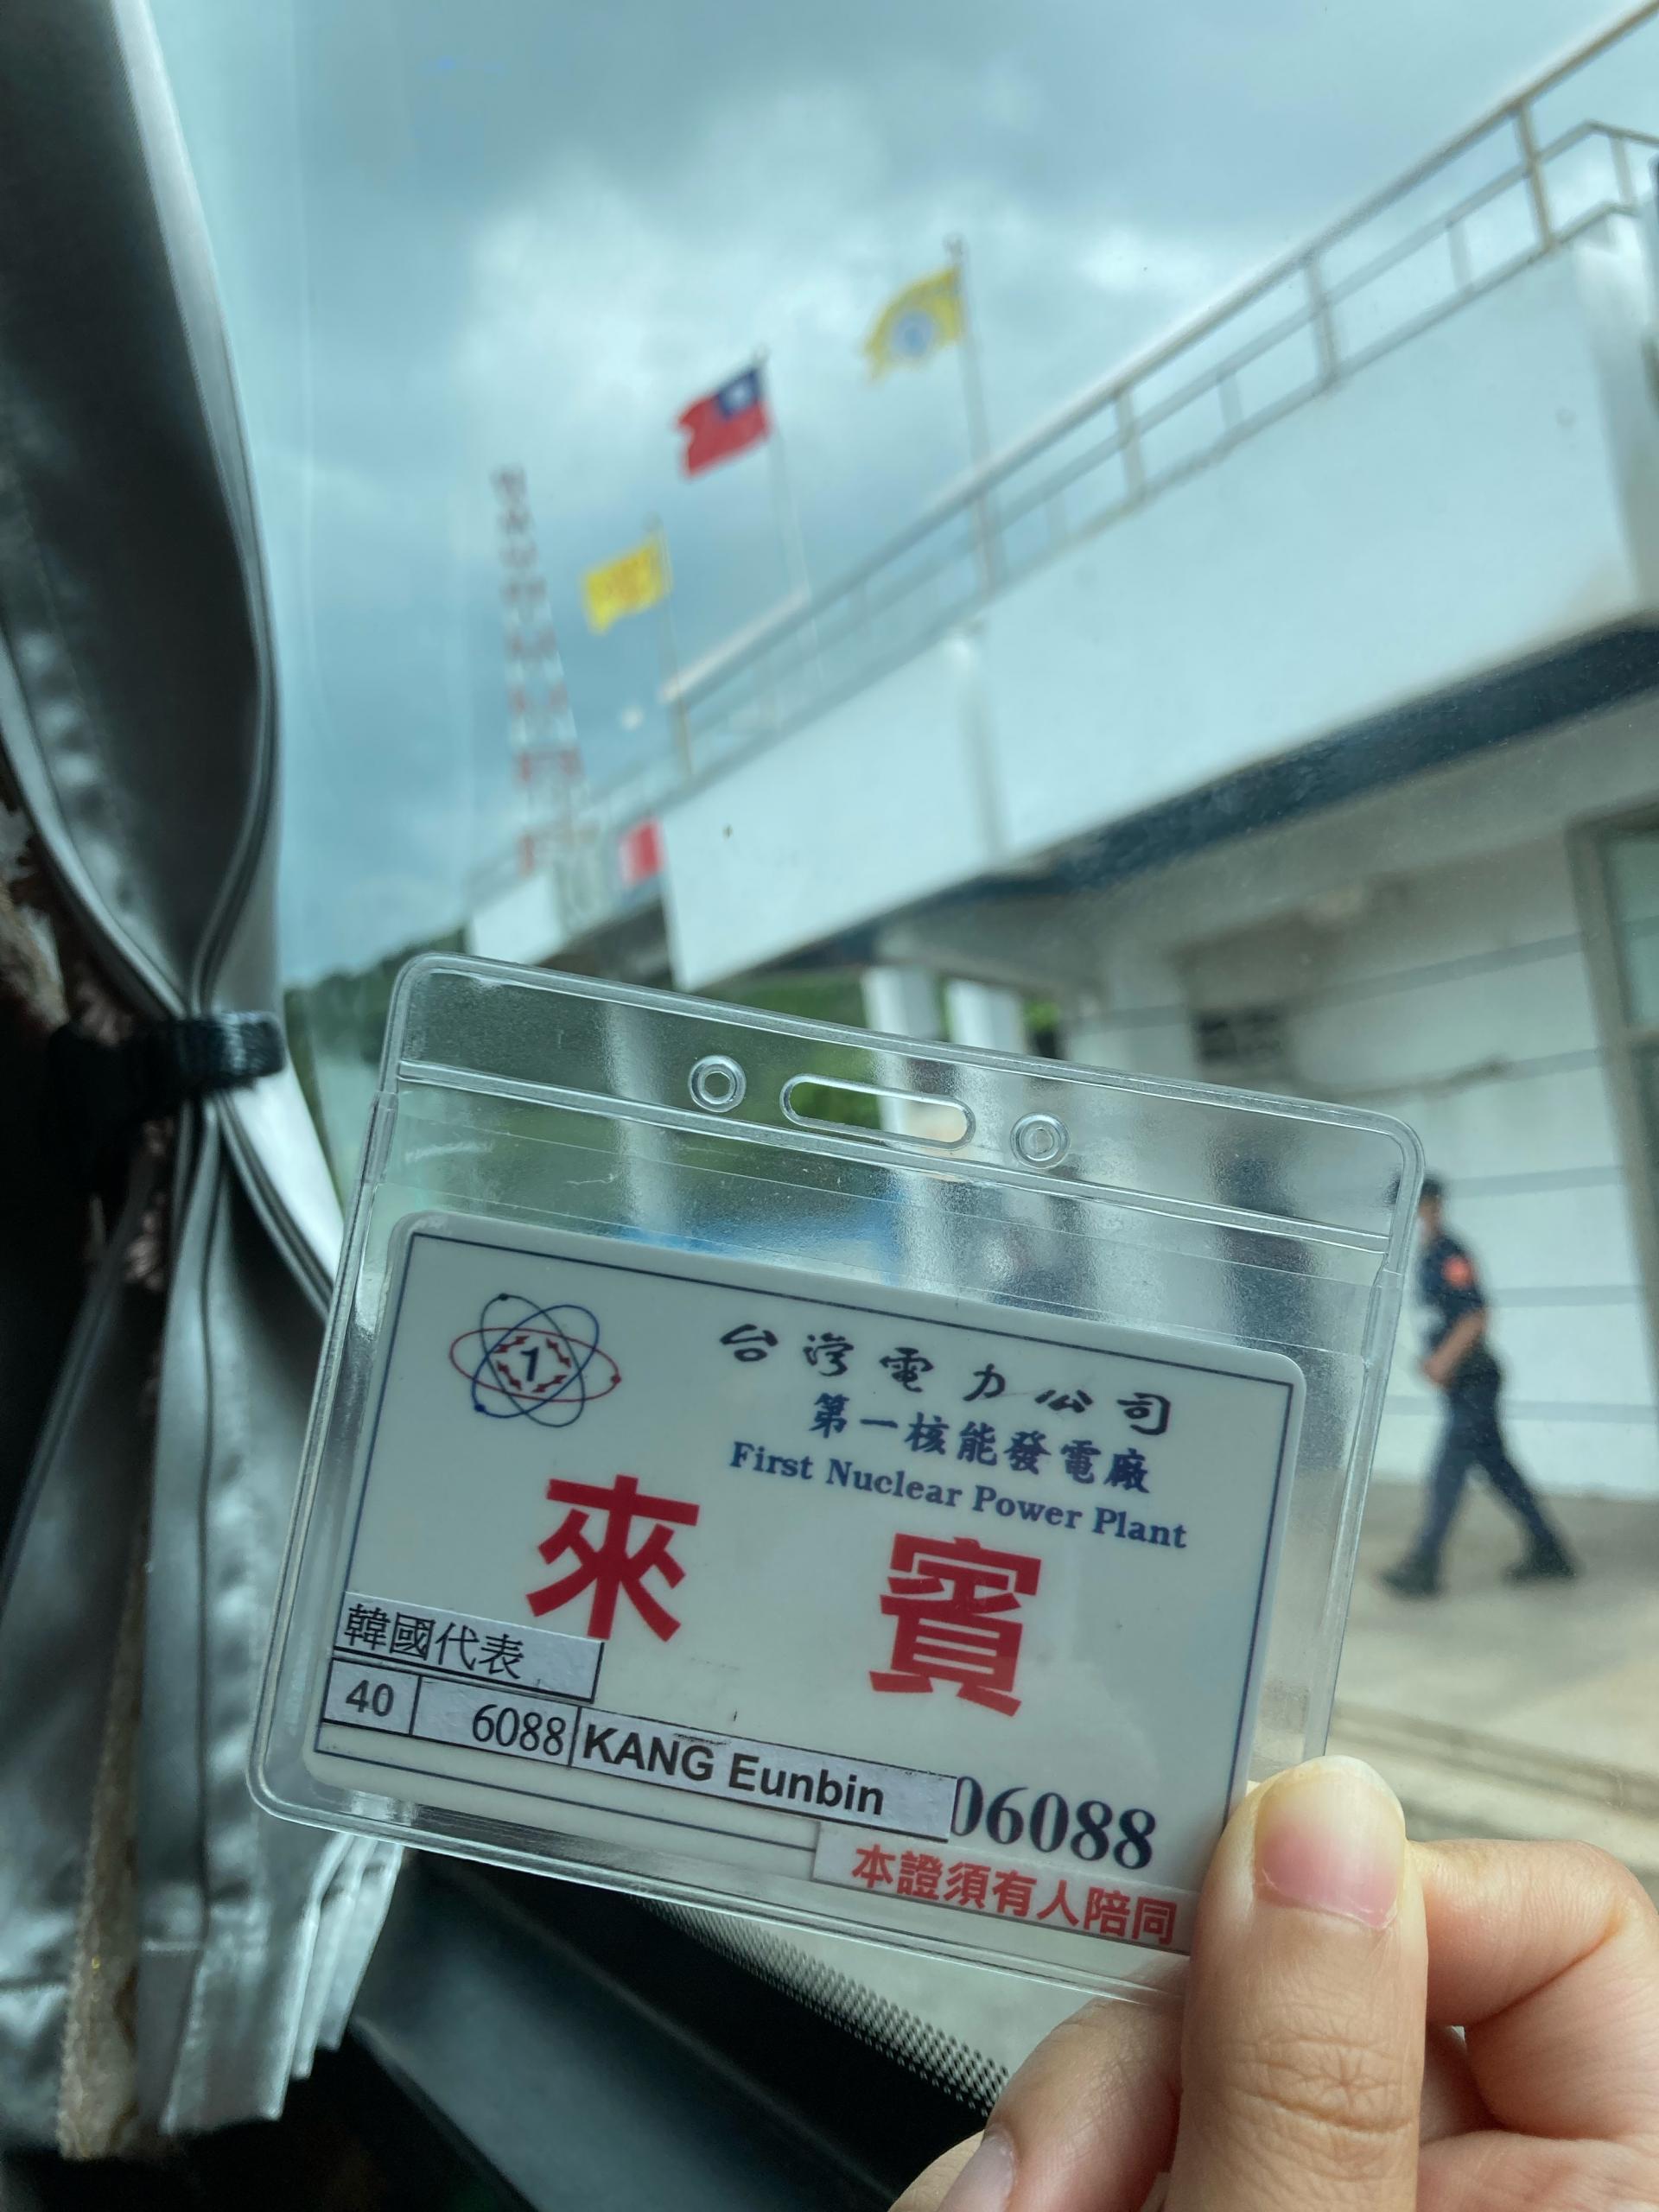 1
台灣電力公司
第一核能發電廠
First Nuclear Power Plant
來賓
韓國代表
40 6088 KANG Eunbin
06088
本證須有人陪同